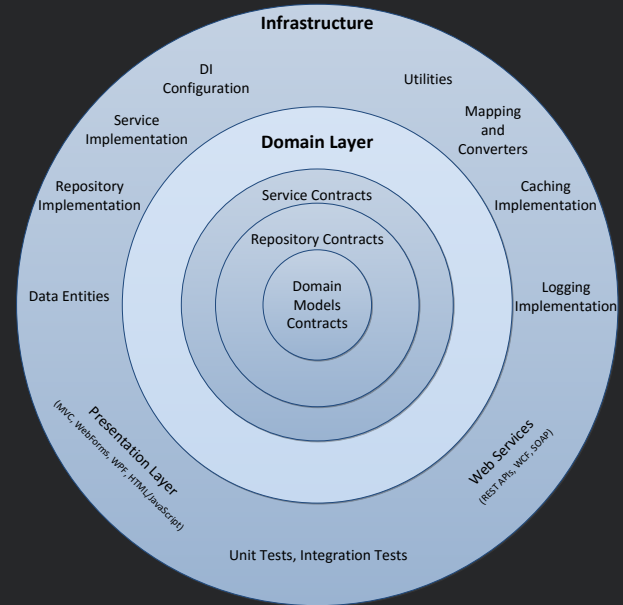 Infrastructure
DI
Configuration
Utilities
Service
Implementation
Mapping
and
Converters
Domain Layer
Repository
Implementation
Service Contracts
Caching
Implementation
Repository Contracts
Data Entities
Domain
Models
Contracts
Logging
Implementation
Presentation Layer
(MVC, WebForms, WPF, HTML/JavaScript)
Web Services
(REST APIs, WCF, SOAP)
Unit Tests, Integration Tests